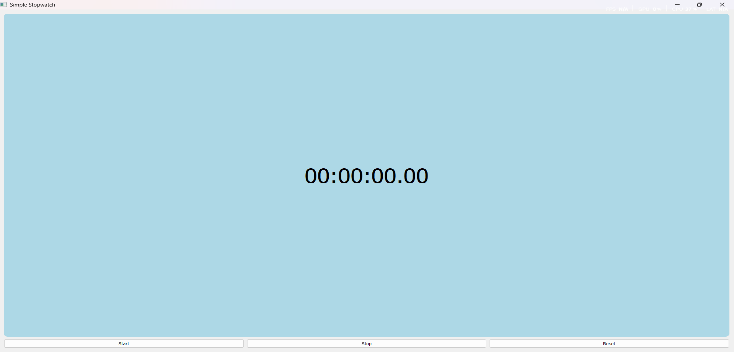 Simple Stopwatch
00:00:00.00
Start
Stop
Reset